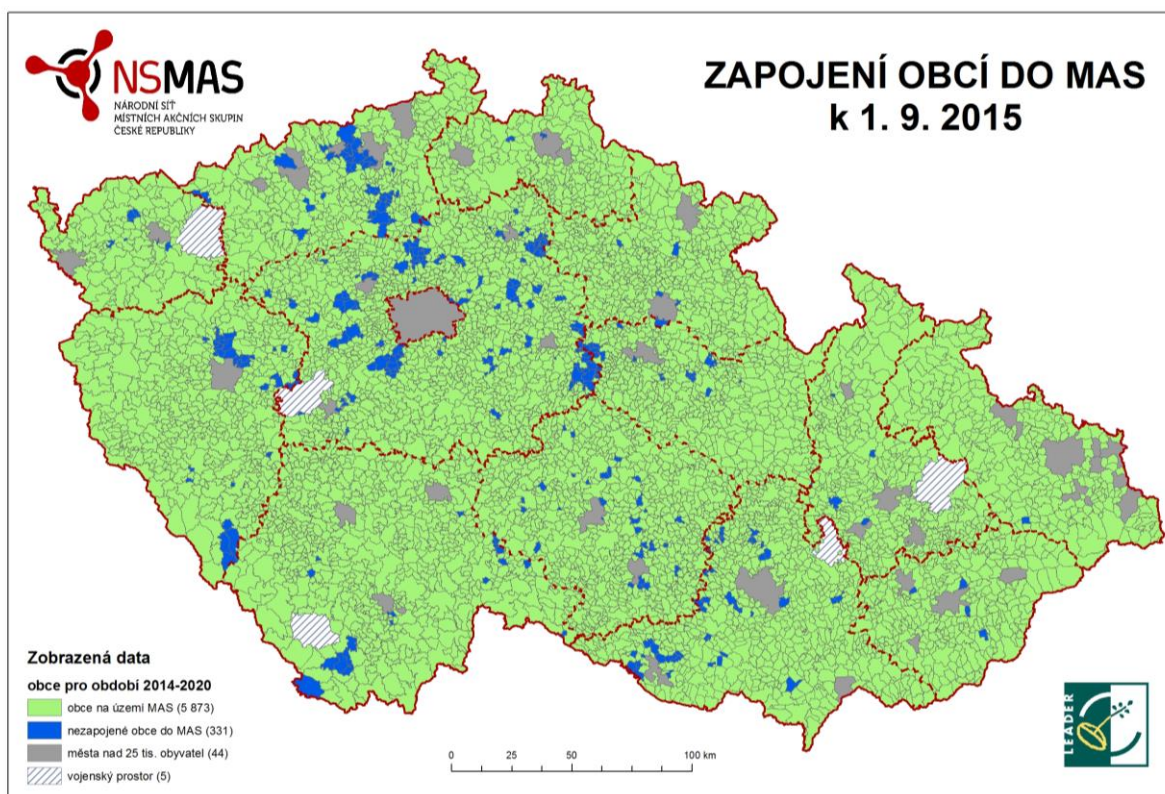 NSMAS
NÁRODNÍ SÍŤ
MÍSTNÍCH AKČNÍCH SKUPIN
ČESKÉ REPUBLIKY
ZAPOJENÍ OBCÍ DO MAS
k 1. 9. 2015
Zobrazená data
obce pro období 2014-2020
obce na území MAS (5 873)
nezapojené obce do MAS (331)
města nad 25 tis. obyvatel (44)
vojenský prostor (5)
0 25 50 100 km
LEADER